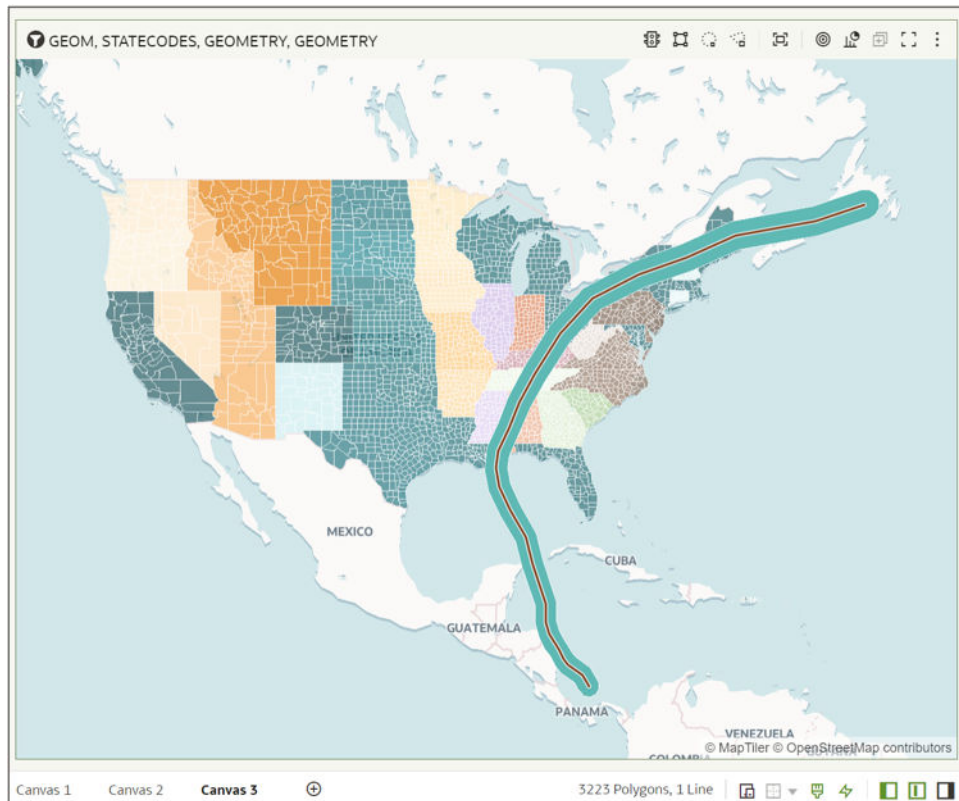 GEOM, STATECODES, GEOMETRY, GEOMETRY
MEXICO
CUBA
GUATEMALA
PANAMA
VENEZUELA
© MapTiler © OpenStreetMap contributors
Canvas 1 Canvas 2 Canvas 3 3223 Polygons, 1 Line